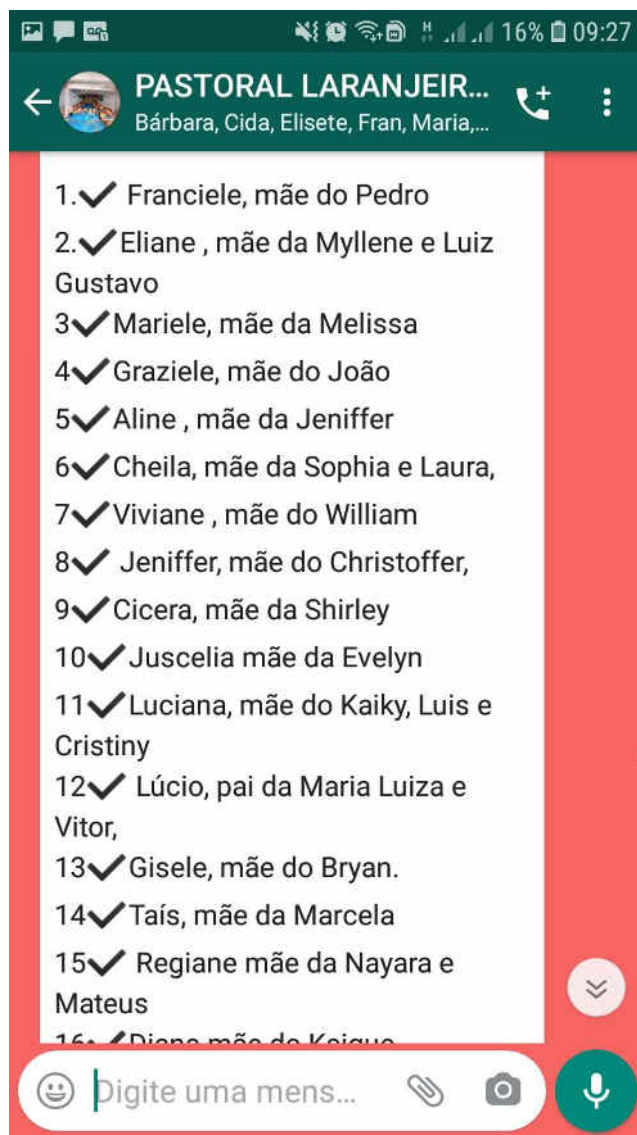 16% 09:27
PASTORAL LARANJEIR...
Bárbara, Cida, Elisete, Fran, Maria,...
1.✔ Franciele, mãe do Pedro
2.✔Eliane , mãe da Myllene e Luiz
Gustavo
3✔Mariele, mãe da Melissa
4✔Graziele, mãe do João
5✔Aline , mãe da Jeniffer
6✔Cheila, mãe da Sophia e Laura,
7✔Viviane , mãe do William
8✔ Jeniffer, mãe do Christoffer,
9✔Cicera, mãe da Shirley
10✔Juscelia mãe da Evelyn
11✔Luciana, mãe do Kaiky, Luis e
Cristiny
12✔ Lúcio, pai da Maria Luiza e
Vitor,
13✔Gisele, mãe do Bryan.
14✔Taís, mãe da Marcela
15✔ Regiane mãe da Nayara e
Mateus
16✔Diana mãe do
Digite uma mens...